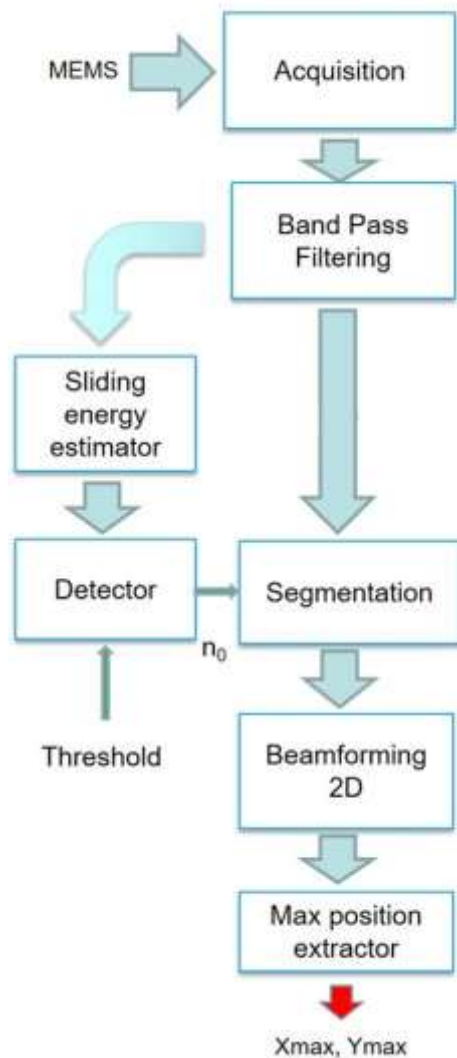 MEMS
Acquisition
Band Pass
Filtering
Sliding
energy
estimator
Detector
n₀
Segmentation
Threshold
Beamforming
2D
Max position
extractor
Xmax, Ymax